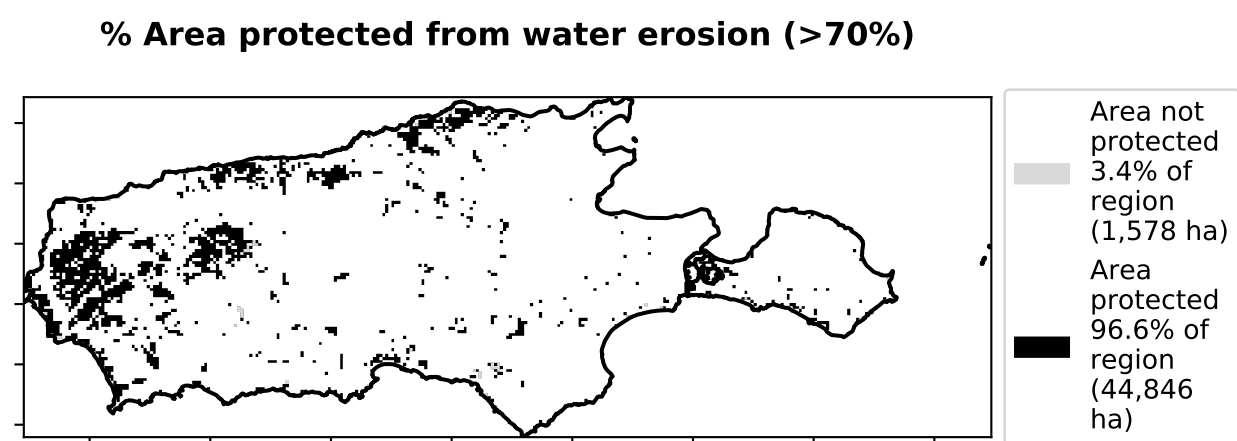 % Area protected from water erosion (>70%)
Area not
protected
3.4% of
region
(1,578 ha)
Area
protected
96.6% of
region
(44,846
ha)